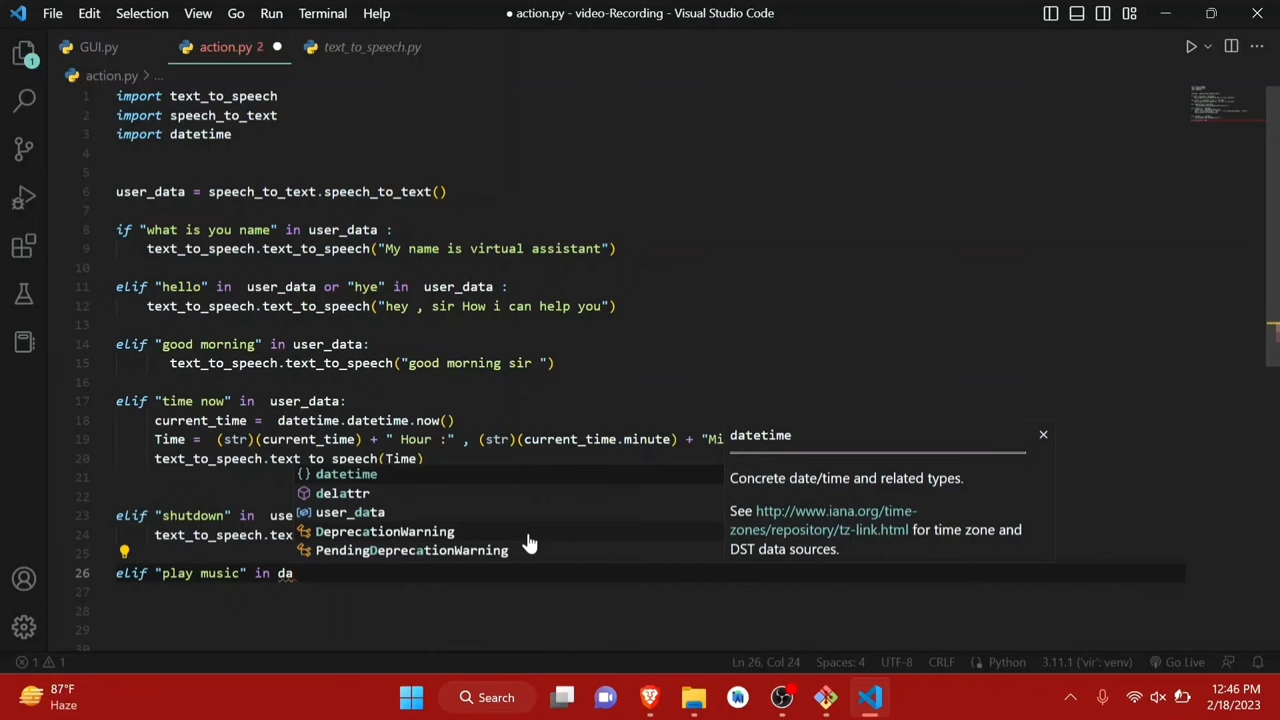 File Edit Selection View Go Run Terminal Help
● action.py - video-Recording - Visual Studio Code
GUI.py action.py 2 ● text_to_speech.py
action.py > ...
1 import text_to_speech
2 import speech_to_text
3 import datetime
4
5
6 user_data = speech_to_text.speech_to_text()
7
8 if "what is you name" in user_data :
9 text_to_speech.text_to_speech("My name is virtual assistant")
10
11 elif "hello" in user_data or "hye" in user_data :
12 text_to_speech.text_to_speech("hey , sir How i can help you")
13
14 elif "good morning" in user_data:
15 text_to_speech.text_to_speech("good morning sir ")
16
17 elif "time now" in user_data:
18 current_time = datetime.datetime.now()
19 Time = (str)(current_time) + " Hour :" , (str)(current_time.minute) + "Mi
20 text_to_speech.text_to_speech(Time)
21
22
23 elif "shutdown" in use
24 text_to_speech.tex
25
26 elif "play music" in da
27
28
29
30
{} datetime
delattr
user_data
DeprecationWarning
PendingDeprecationWarning
datetime
Concrete date/time and related types.
See http://www.iana.org/time-
zones/repository/tz-link.html for time zone and
DST data sources.
1 1 Ln 26, Col 24 Spaces: 4 UTF-8 CRLF Python 3.11.1 ('vir': venv) Go Live
1
87°F
Haze
Search
12:46 PM
2/18/2023